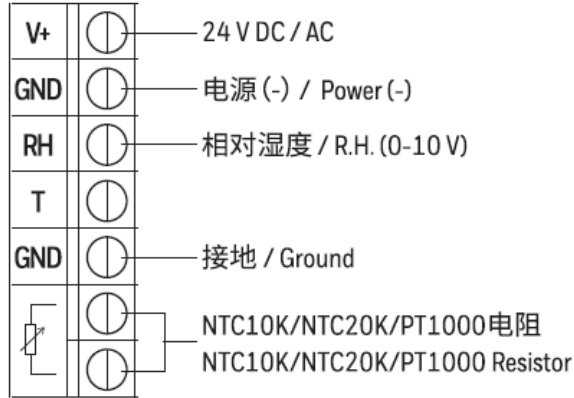 V+ 24 V DC / AC
GND 电源 (-) / Power (-)
RH 相对湿度 / R.H. (0-10 V)
T
GND 接地 / Ground
NTC10K/NTC20K/PT1000电阻
NTC10K/NTC20K/PT1000 Resistor